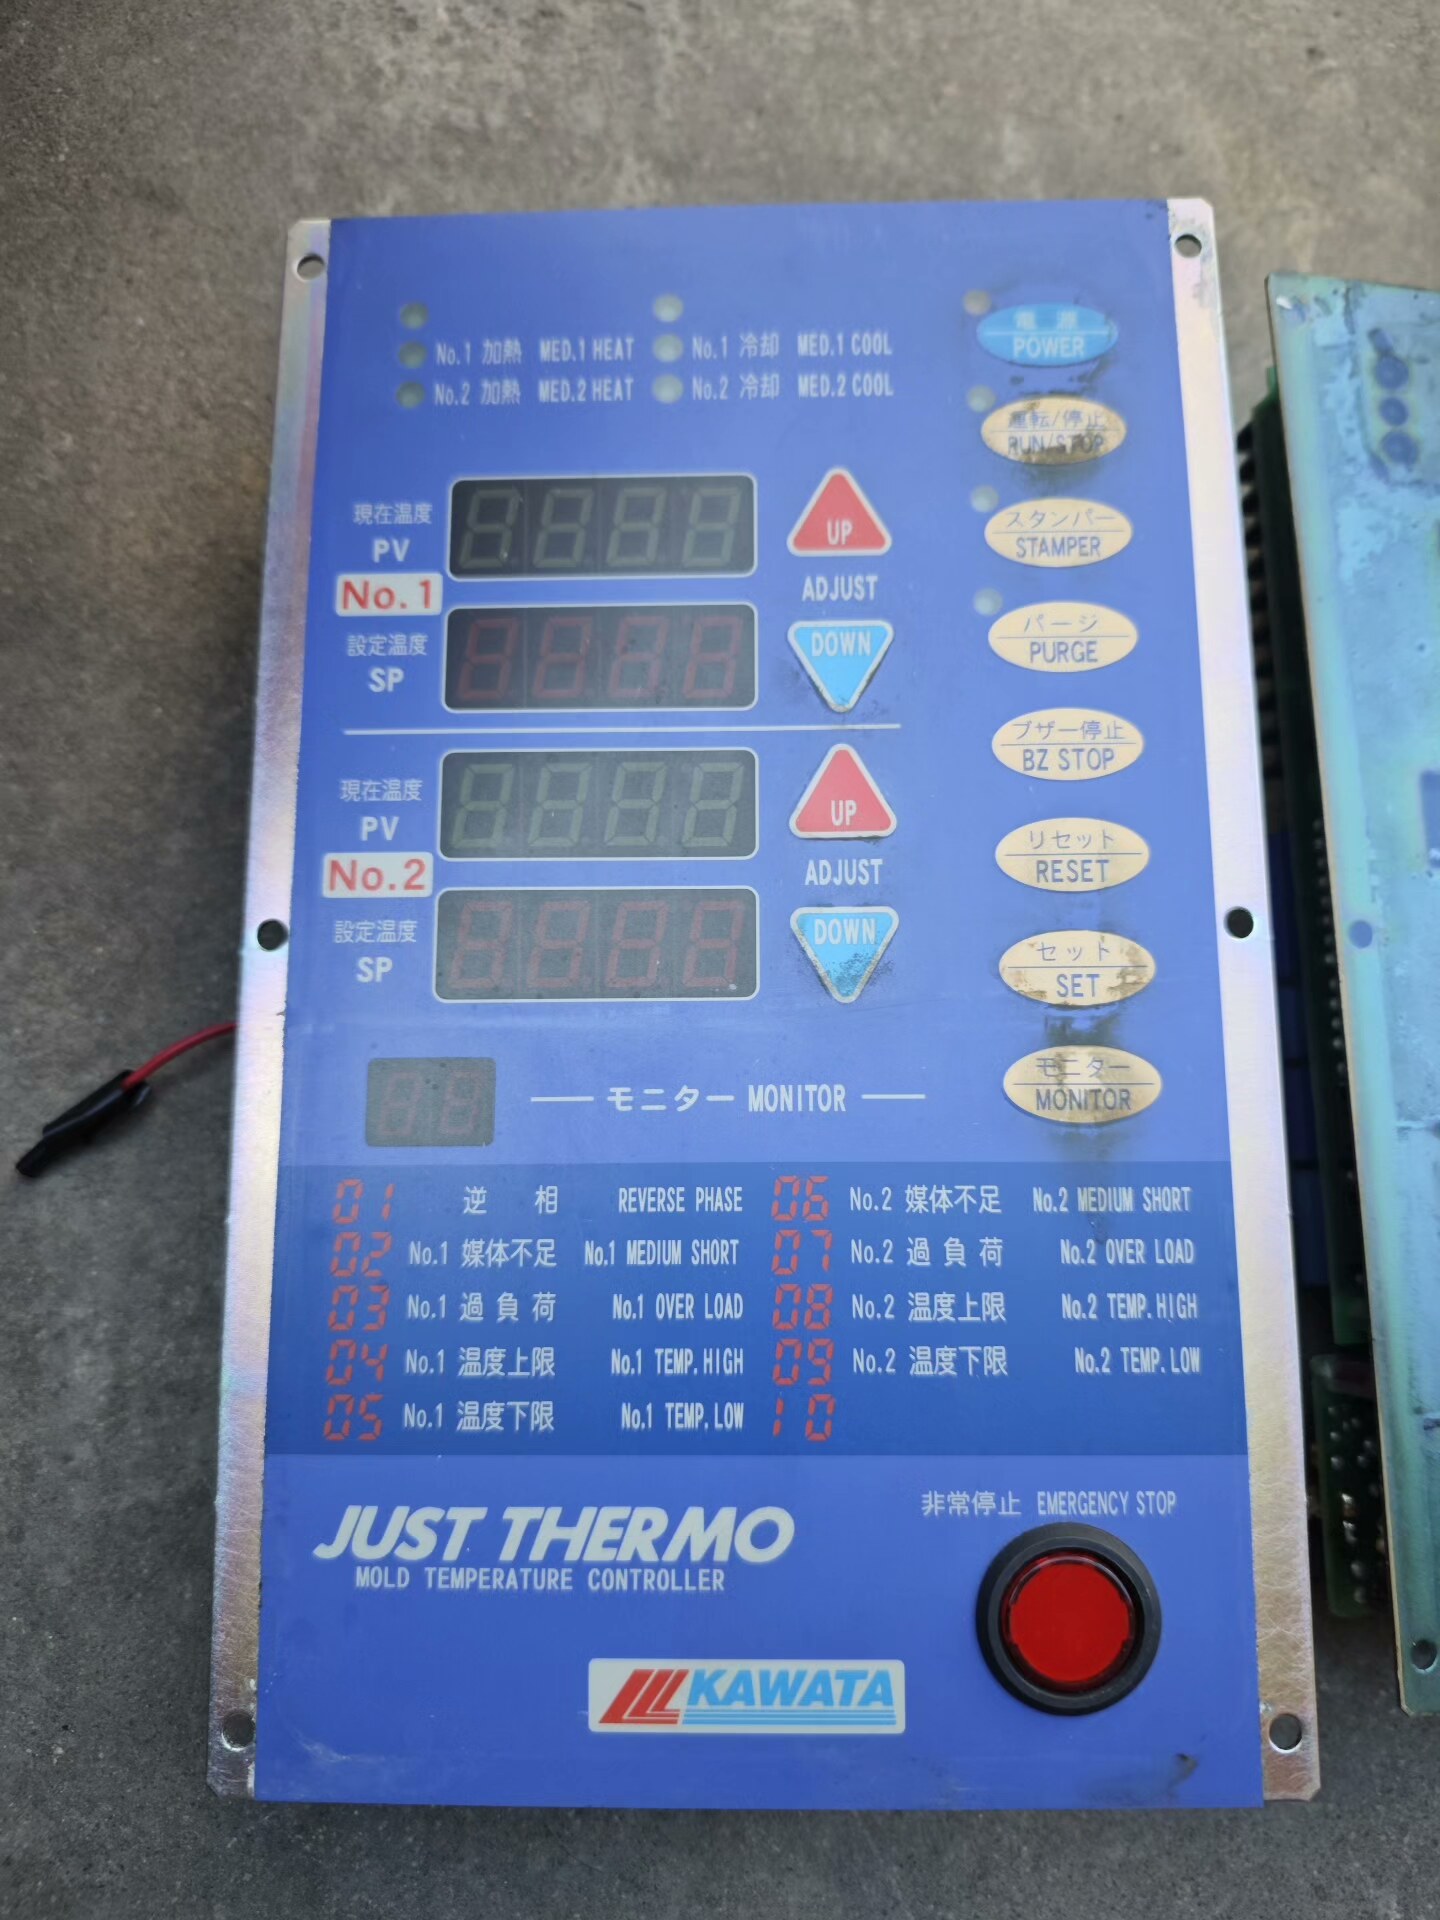 No.1 加熱 MED.1 HEAT
No.1 冷却 MED.1 COOL
No.2 加熱 MED.2 HEAT
No.2 冷却 MED.2 COOL
電源
POWER
運転/停止
RUN/STOP
スタンパー
STAMPER
パージ
PURGE
ブザー停止
BZ STOP
リセット
RESET
セット
SET
モニター
MONITOR
現在温度
PV
No.1
設定温度
SP
UP
ADJUST
DOWN
現在温度
PV
No.2
設定温度
SP
UP
ADJUST
DOWN
モニター MONITOR
01 逆相 REVERSE PHASE
02 No.1 媒体不足 No.1 MEDIUM SHORT
03 No.1 過負荷 No.1 OVER LOAD
04 No.1 温度上限 No.1 TEMP.HIGH
05 No.1 温度下限 No.1 TEMP.LOW
06 No.2 媒体不足 No.2 MEDIUM SHORT
07 No.2 過負荷 No.2 OVER LOAD
08 No.2 温度上限 No.2 TEMP.HIGH
09 No.2 温度下限 No.2 TEMP.LOW
10
JUST THERMO
MOLD TEMPERATURE CONTROLLER
非常停止 EMERGENCY STOP
KAWATA